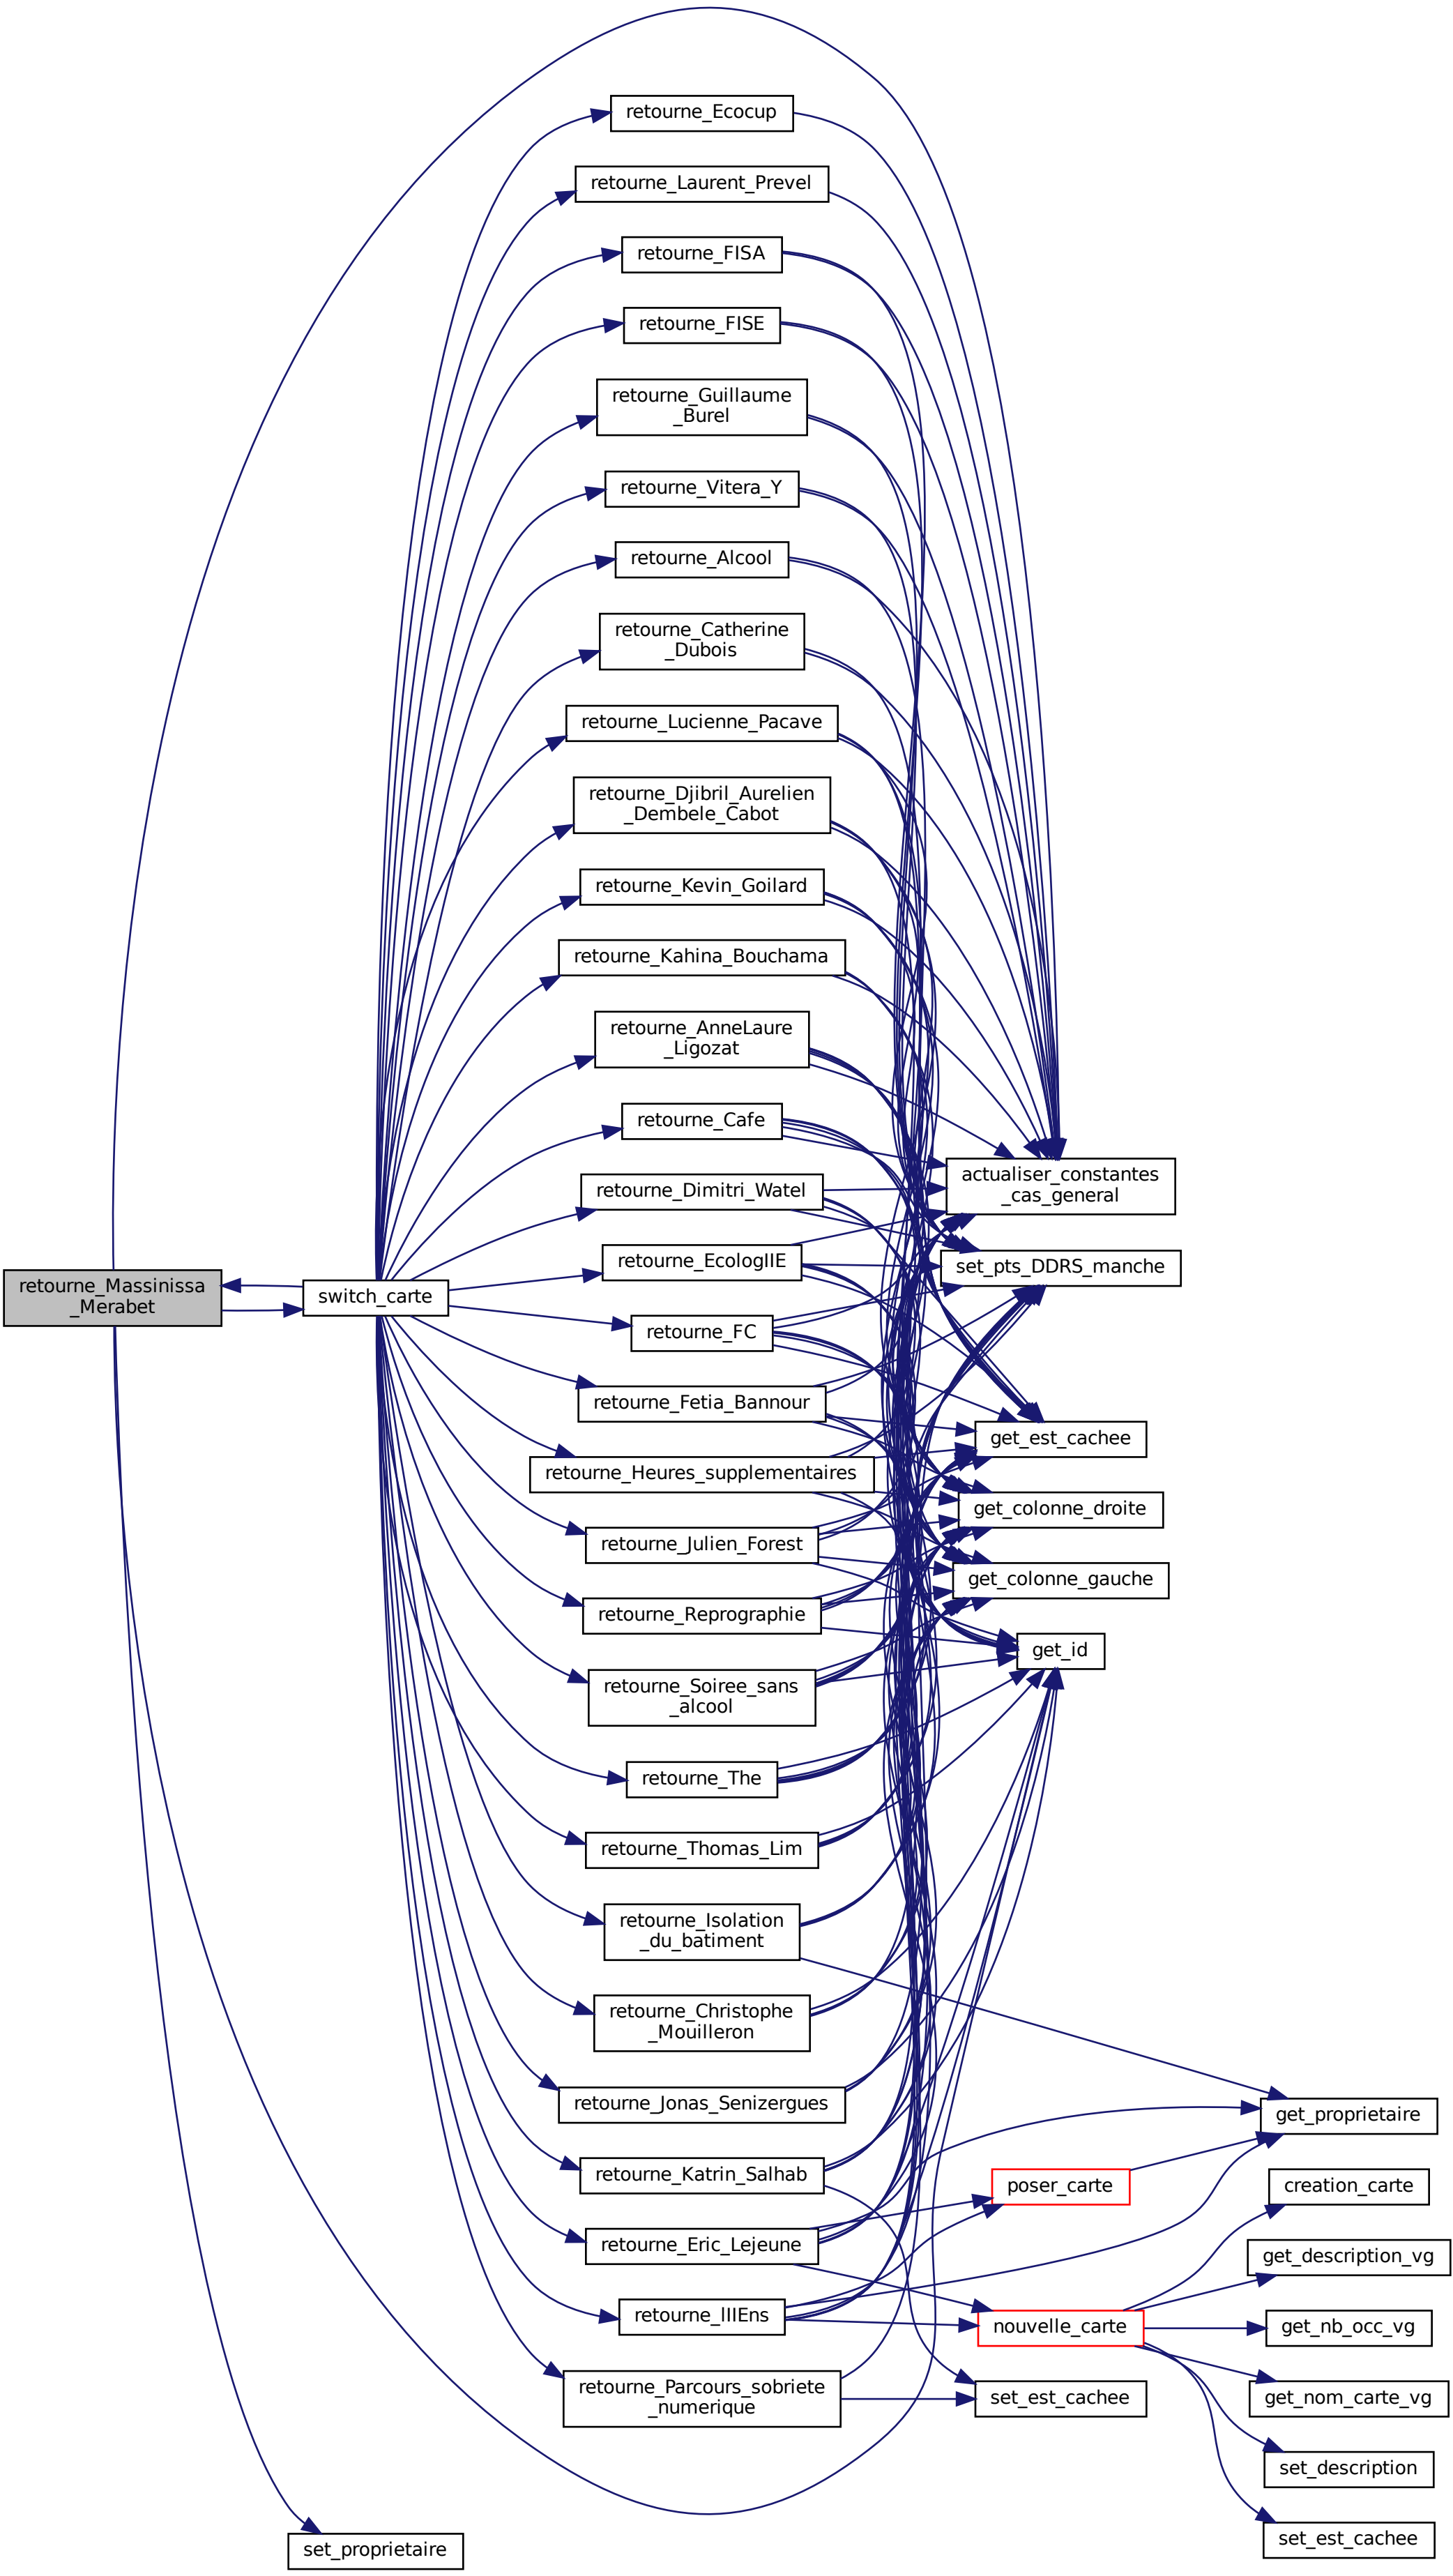 retourne_Massinissa
_Merabet
switch_carte
set_proprietaire
retourne_Ecocup
retourne_Laurent_Prevel
retourne_FISA
retourne_FISE
retourne_Guillaume
_Burel
retourne_Vitera_Y
retourne_Alcool
retourne_Catherine
_Dubois
retourne_Lucienne_Pacave
retourne_Djibril_Aurelien
_Dembele_Cabot
retourne_Kevin_Goilard
retourne_Kahina_Bouchama
retourne_AnneLaure
_Ligozat
retourne_Cafe
retourne_Dimitri_Watel
retourne_EcologIIE
retourne_FC
retourne_Fetia_Bannour
retourne_Heures_supplementaires
retourne_Julien_Forest
retourne_Reprographie
retourne_Soiree_sans
_alcool
retourne_The
retourne_Thomas_Lim
retourne_Isolation
_du_batiment
retourne_Christophe
_Mouilleron
retourne_Jonas_Senizergues
retourne_Katrin_Salhab
retourne_Eric_Lejeune
retourne_lIIEns
retourne_Parcours_sobriete
_numerique
actualiser_constantes
_cas_general
set_pts_DDRS_manche
get_est_cachee
get_colonne_droite
get_colonne_gauche
get_id
poser_carte
nouvelle_carte
set_est_cachee
get_proprietaire
creation_carte
get_description_vg
get_nb_occ_vg
get_nom_carte_vg
set_description
set_est_cachee